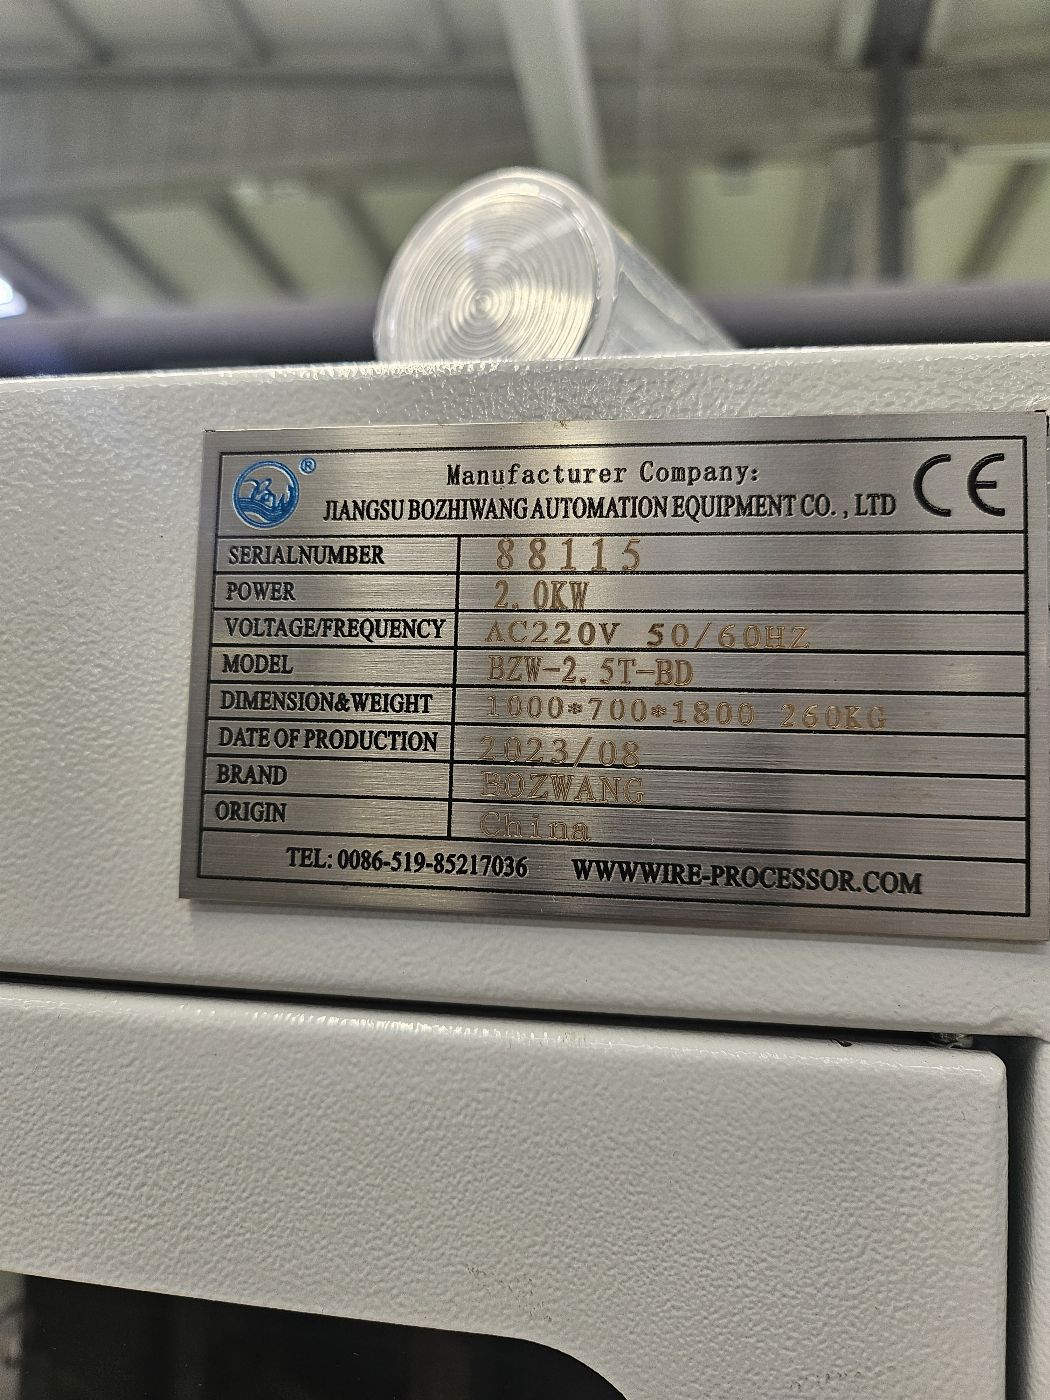 BZW ®
Manufacturer Company:
JIANGSU BOZHIWANG AUTOMATION EQUIPMENT CO. , LTD
CE
SERIALNUMBER 88115
POWER 2.0KW
VOLTAGE/FREQUENCY AC220V 50/60HZ
MODEL BZW-2.5T-BD
DIMENSION&WEIGHT 1000*700*1800 260KG
DATE OF PRODUCTION 2023/08
BRAND BOZWANG
ORIGIN China
TEL: 0086-519-85217036 WWWWIRE-PROCESSOR.COM